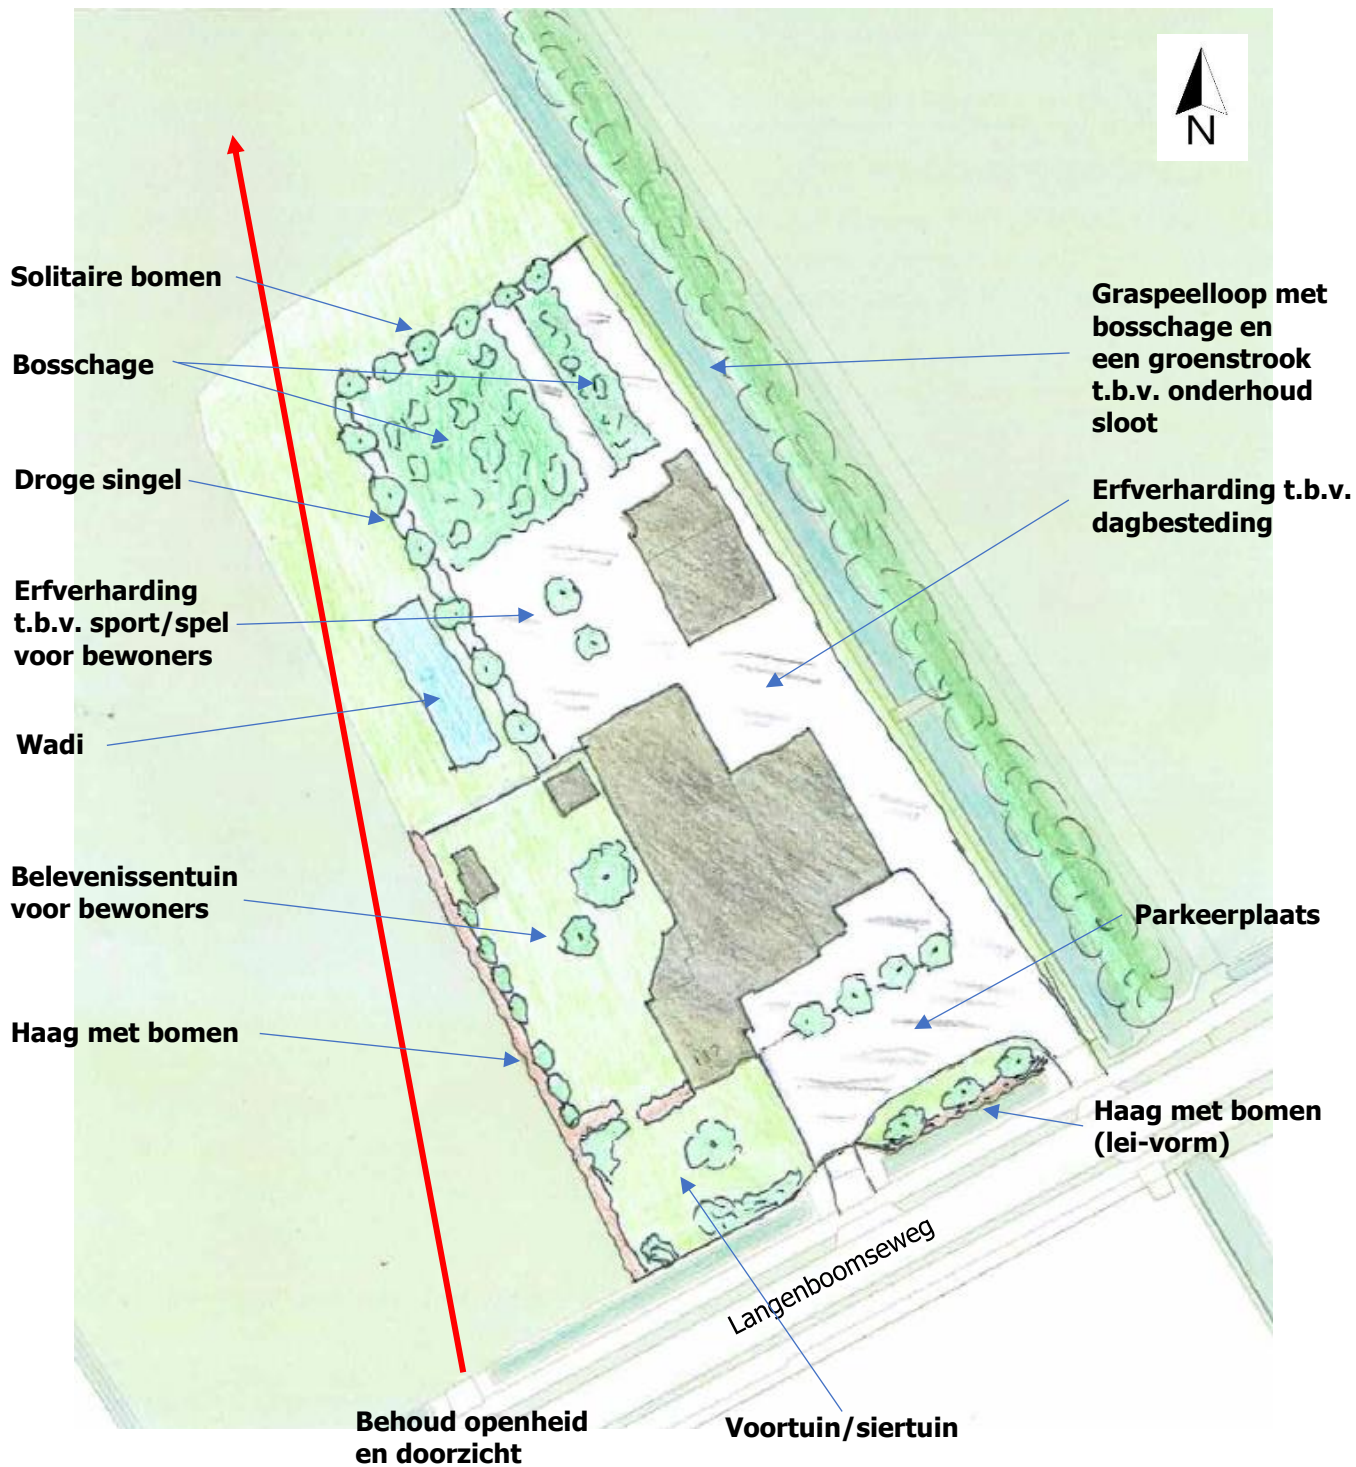 N
Solitaire bomen
Bosschage
Droge singel
Erfverharding
t.b.v. sport/spel
voor bewoners
Wadi
Belevenissentuin
voor bewoners
Haag met bomen
Graspeelloop met
bosschage en
een groenstrook
t.b.v. onderhoud
sloot
Erfverharding t.b.v.
dagbesteding
Parkeerplaats
Haag met bomen
(lei-vorm)
Langenboomseweg
Behoud openheid
en doorzicht
Voortuin/siertuin